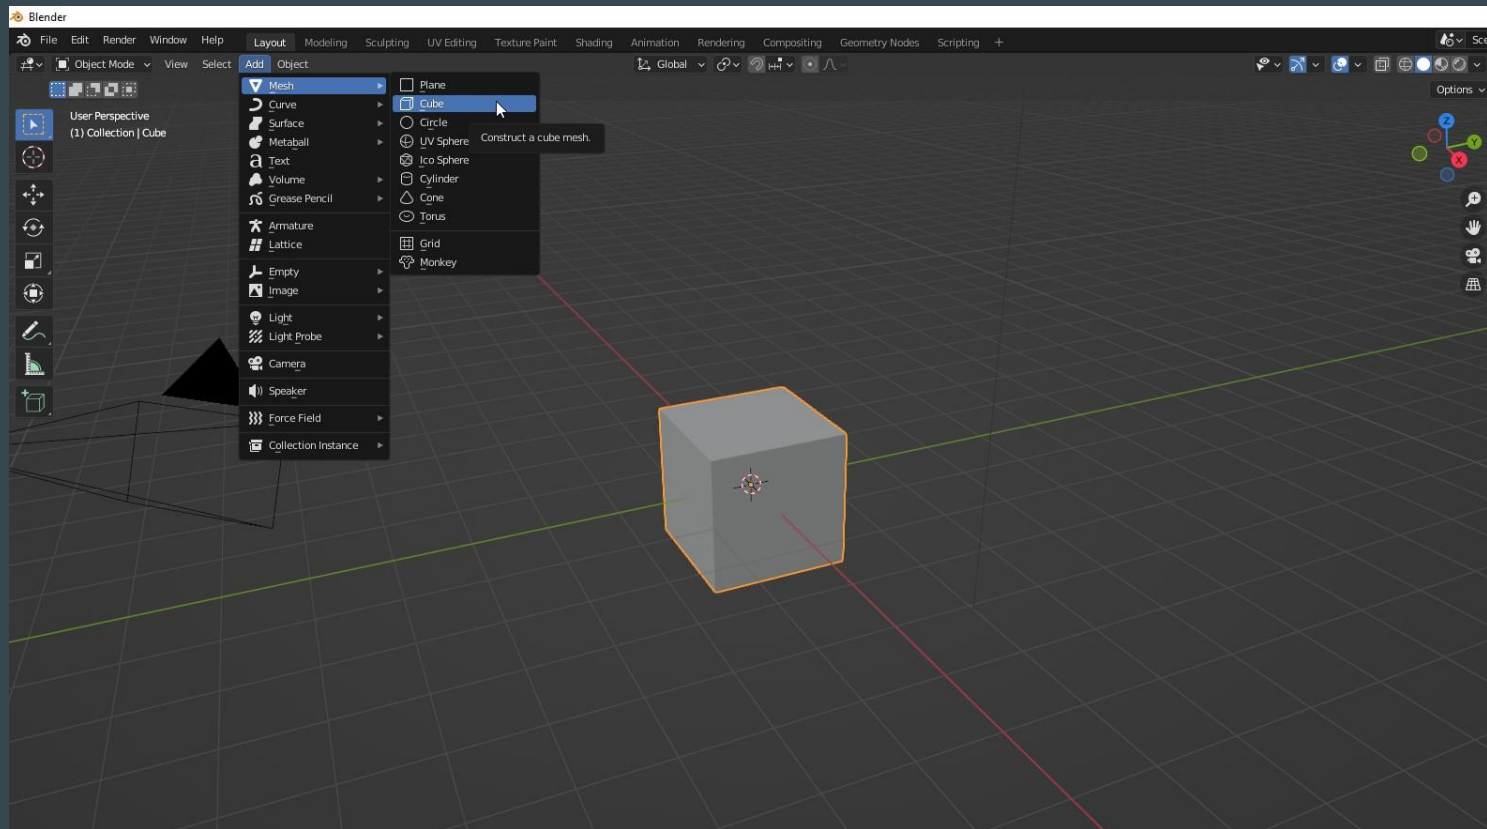 Blender
File Edit Render Window Help Layout Modeling Sculpting UV Editing Texture Paint Shading Animation Rendering Compositing Geometry Nodes Scripting + Sce
Object Mode View Select Add Object Global
Options
User Perspective
(1) Collection | Cube
Mesh
Curve
Surface
Metaball
Text
Volume
Grease Pencil
Armature
Lattice
Empty
Image
Light
Light Probe
Camera
Speaker
Force Field
Collection Instance
Plane
Cube
Circle
UV Sphere
Ico Sphere
Cylinder
Cone
Torus
Grid
Monkey
Construct a cube mesh.
Z
Y
X